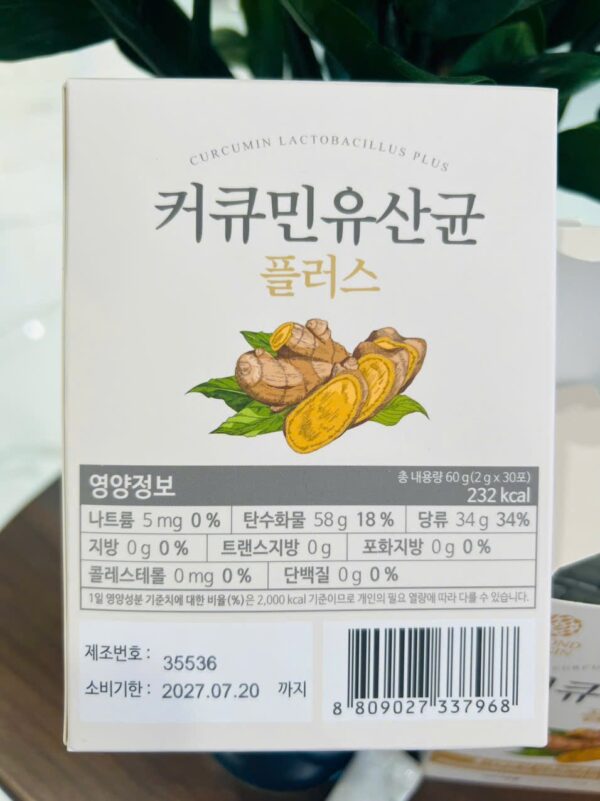 CURCUMIN LACTOBACILLUS PLUS
커큐민유산균
플러스
영양정보
총 내용량 60 g(2 g x 30포)
232 kcal
나트륨 5 mg 0 % 탄수화물 58 g 18 % 당류 34 g 34%
지방 0 g 0 % 트랜스지방 0 g 포화지방 0 g 0 %
콜레스테롤 0 mg 0 % 단백질 0 g 0 %
1일 영양성분 기준치에 대한 비율(%)은 2,000 kcal 기준이므로 개인의 필요 열량에 따라 다를 수 있습니다.
제조번호 : 35536
소비기한 : 2027.07.20 까지
8 809027 337968